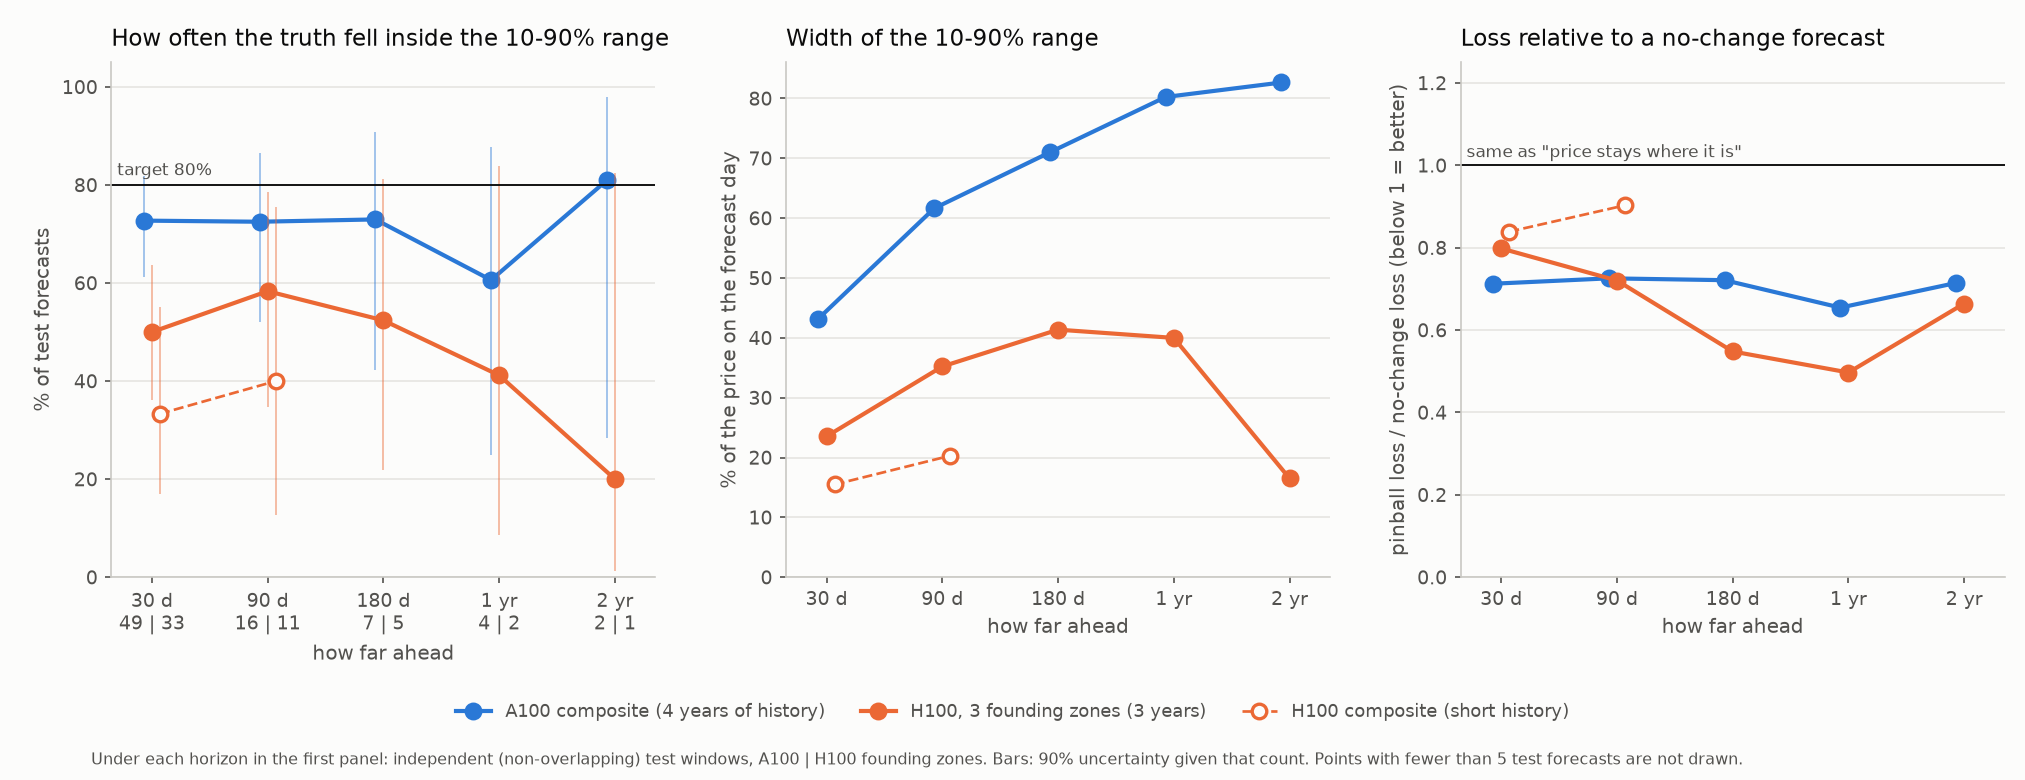 How often the truth fell inside the 10-90% range
% of test forecasts
100
80
60
40
20
0
target 80%
30 d
49 | 33
90 d
16 | 11
180 d
7 | 5
1 yr
4 | 2
2 yr
2 | 1
how far ahead
Width of the 10-90% range
% of the price on the forecast day
80
70
60
50
40
30
20
10
0
30 d
90 d
180 d
1 yr
2 yr
how far ahead
Loss relative to a no-change forecast
pinball loss / no-change loss (below 1 = better)
1.2
1.0
0.8
0.6
0.4
0.2
0.0
same as "price stays where it is"
30 d
90 d
180 d
1 yr
2 yr
how far ahead
A100 composite (4 years of history)
H100, 3 founding zones (3 years)
H100 composite (short history)
Under each horizon in the first panel: independent (non-overlapping) test windows, A100 | H100 founding zones. Bars: 90% uncertainty given that count. Points with fewer than 5 test forecasts are not drawn.